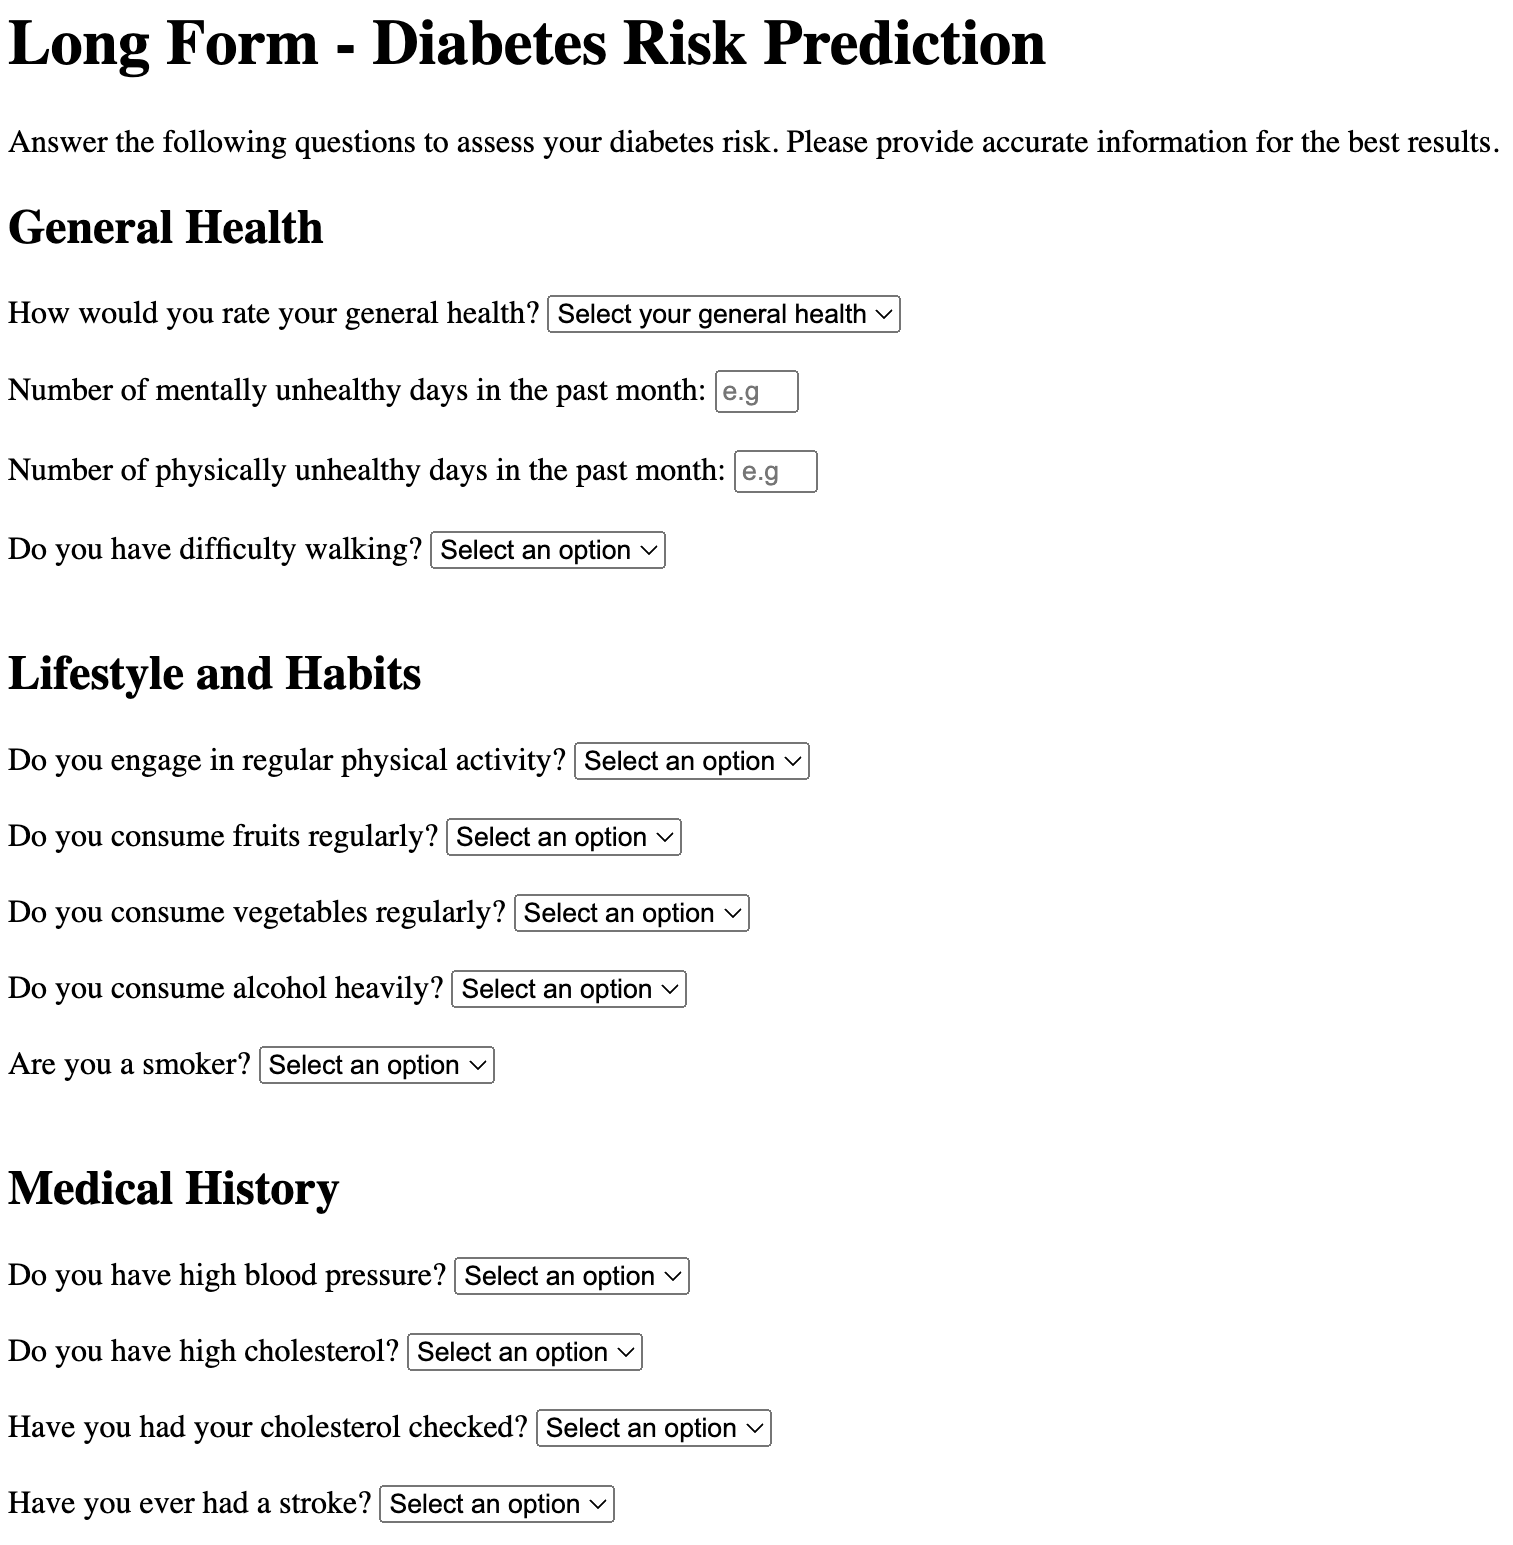 Long Form - Diabetes Risk Prediction
Answer the following questions to assess your diabetes risk. Please provide accurate information for the best results.
General Health
How would you rate your general health? Select your general health
Number of mentally unhealthy days in the past month: e.g
Number of physically unhealthy days in the past month: e.g
Do you have difficulty walking? Select an option
Lifestyle and Habits
Do you engage in regular physical activity? Select an option
Do you consume fruits regularly? Select an option
Do you consume vegetables regularly? Select an option
Do you consume alcohol heavily? Select an option
Are you a smoker? Select an option
Medical History
Do you have high blood pressure? Select an option
Do you have high cholesterol? Select an option
Have you had your cholesterol checked? Select an option
Have you ever had a stroke? Select an option